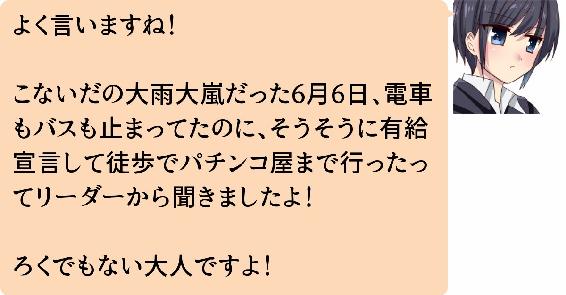 よく言いますね!
こないだの大雨大嵐だった6月6日、電車
もバスも止まってたのに、そうそうに有給
宣言して徒歩でパチンコ屋まで行ったっ
てリーダーから聞きましたよ!
ろくでもない大人ですよ!